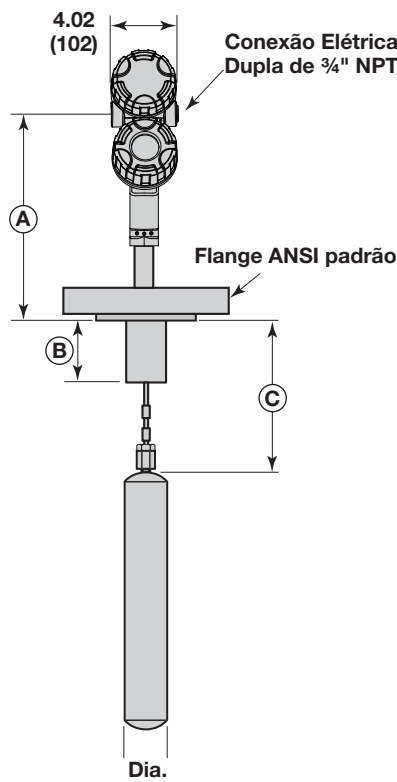 4.02
(102)
Conexão Elétrica
Dupla de ¾" NPT
A
Flange ANSI padrão
B
C
Dia.